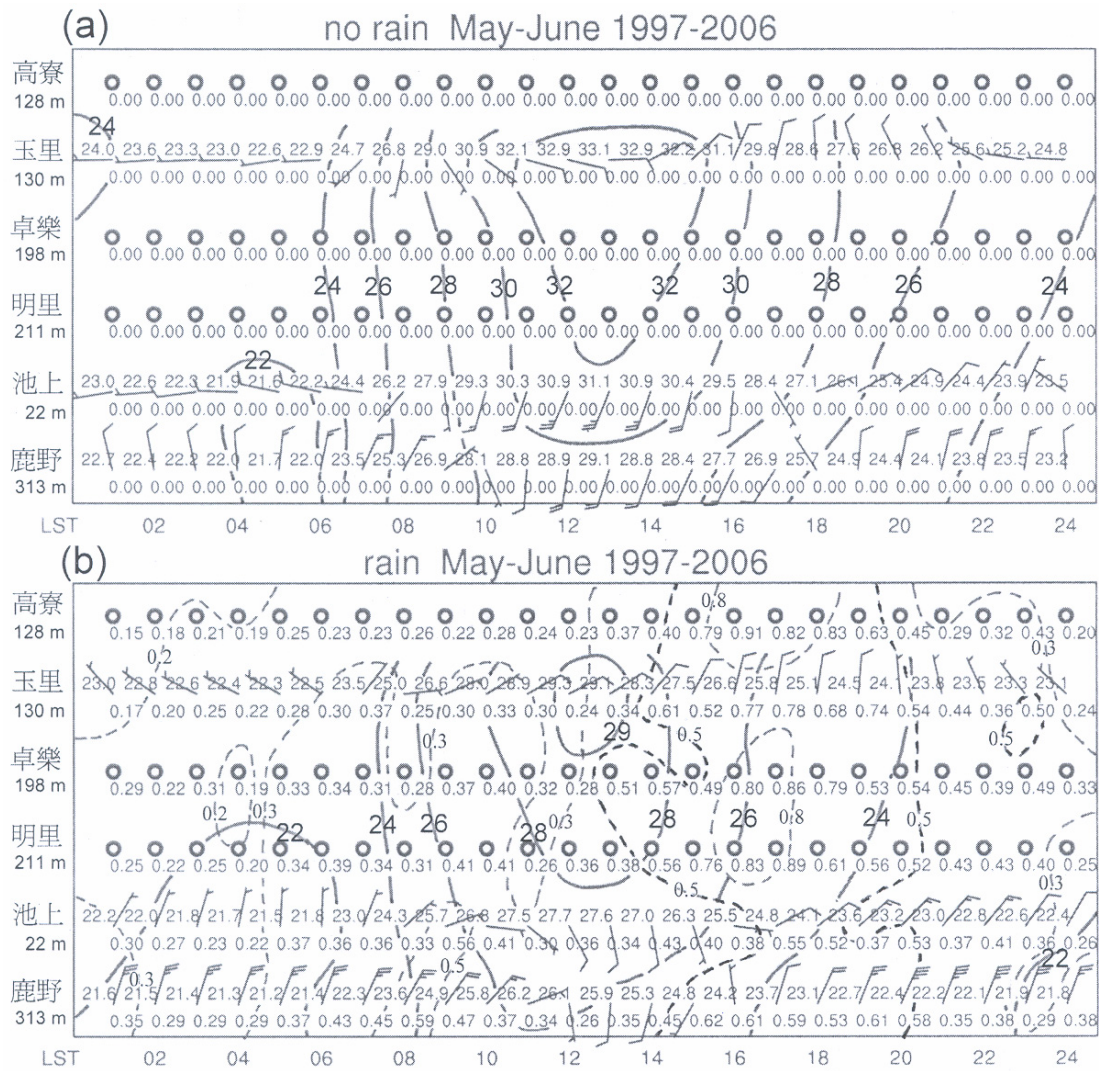 (a) no rain May-June 1997-2006
高寮
128 m 0.00 0.00 0.00 0.00 0.00 0.00 0.00 0.00 0.00 0.00 0.00 0.00 0.00 0.00 0.00 0.00 0.00 0.00 0.00 0.00 0.00 0.00 0.00 0.00
24
玉里 24.0 23.6 23.3 23.0 22.6 22.9 24.7 26.8 29.0 30.9 32.1 32.9 33.1 32.9 32.2 31.1 29.8 28.6 27.6 26.8 26.2 25.6 25.2 24.8
130 m 0.00 0.00 0.00 0.00 0.00 0.00 0.00 0.00 0.00 0.00 0.00 0.00 0.00 0.00 0.00 0.00 0.00 0.00 0.00 0.00 0.00 0.00 0.00 0.00
卓樂
198 m 0.00 0.00 0.00 0.00 0.00 0.00 0.00 0.00 0.00 0.00 0.00 0.00 0.00 0.00 0.00 0.00 0.00 0.00 0.00 0.00 0.00 0.00 0.00 0.00
24 26 28 30 32 32 30 28 26 24
明里
211 m 0.00 0.00 0.00 0.00 0.00 0.00 0.00 0.00 0.00 0.00 0.00 0.00 0.00 0.00 0.00 0.00 0.00 0.00 0.00 0.00 0.00 0.00 0.00 0.00
22
池上 23.0 22.6 22.3 21.9 21.6 22.2 24.4 26.2 27.9 29.3 30.3 30.9 31.1 30.9 30.4 29.5 28.4 27.1 26.1 25.4 24.9 24.4 23.9 23.5
22 m 0.00 0.00 0.00 0.00 0.00 0.00 0.00 0.00 0.00 0.00 0.00 0.00 0.00 0.00 0.00 0.00 0.00 0.00 0.00 0.00 0.00 0.00 0.00 0.00
鹿野 22.7 22.4 22.2 22.0 21.7 22.0 23.5 25.3 26.9 28.1 28.8 28.9 29.1 28.8 28.4 27.7 26.9 25.7 24.9 24.4 24.1 23.8 23.5 23.2
313 m 0.00 0.00 0.00 0.00 0.00 0.00 0.00 0.00 0.00 0.00 0.00 0.00 0.00 0.00 0.00 0.00 0.00 0.00 0.00 0.00 0.00 0.00 0.00 0.00
LST 02 04 06 08 10 12 14 16 18 20 22 24
(b) rain May-June 1997-2006
0.8
高寮
128 m 0.15 0.18 0.21 0.19 0.25 0.23 0.23 0.26 0.22 0.28 0.24 0.23 0.37 0.40 0.79 0.91 0.82 0.83 0.63 0.45 0.29 0.32 0.43 0.20
0.2 0.3
玉里 22.8 22.6 22.4 22.3 22.5 23.5 25.0 26.6 28.0 28.9 29.3 29.1 28.3 27.5 26.6 25.8 25.1 24.5 24.1 23.8 23.5 23.3 23.1
130 m 0.17 0.20 0.25 0.22 0.28 0.30 0.37 0.25 0.30 0.33 0.30 0.24 0.34 0.61 0.52 0.77 0.78 0.68 0.74 0.54 0.44 0.36 0.50 0.24
0.3 29 0.5 0.5
卓樂
198 m 0.29 0.22 0.31 0.19 0.33 0.34 0.31 0.28 0.37 0.40 0.32 0.28 0.51 0.57 0.49 0.80 0.86 0.79 0.53 0.54 0.45 0.39 0.49 0.33
0.2 0.3 22 24 26 28 0.3 28 26 0.8 24 0.5
明里
211 m 0.25 0.22 0.25 0.20 0.34 0.39 0.34 0.31 0.41 0.41 0.26 0.36 0.38 0.56 0.76 0.83 0.89 0.61 0.56 0.52 0.43 0.43 0.40 0.25
0.5 0.3
池上 22.2 22.0 21.8 21.7 21.5 21.8 23.0 24.3 25.7 26.8 27.5 27.7 27.6 27.0 26.3 25.5 24.8 24.1 23.6 23.2 23.0 22.8 22.6 22.4
22 m 0.30 0.27 0.23 0.22 0.37 0.36 0.36 0.33 0.56 0.41 0.30 0.36 0.34 0.43 0.40 0.38 0.55 0.52 0.37 0.53 0.37 0.41 0.36 0.26
0.3 0.5 22
鹿野 21.6 21.5 21.4 21.3 21.2 21.4 22.3 23.6 24.9 25.8 26.2 26.1 25.9 25.3 24.8 24.2 23.7 23.1 22.7 22.4 22.2 22.1 21.9 21.8
313 m 0.35 0.29 0.29 0.29 0.37 0.43 0.45 0.59 0.47 0.37 0.34 0.26 0.35 0.45 0.62 0.61 0.59 0.53 0.61 0.58 0.35 0.38 0.29 0.38
LST 02 04 06 08 10 12 14 16 18 20 22 24